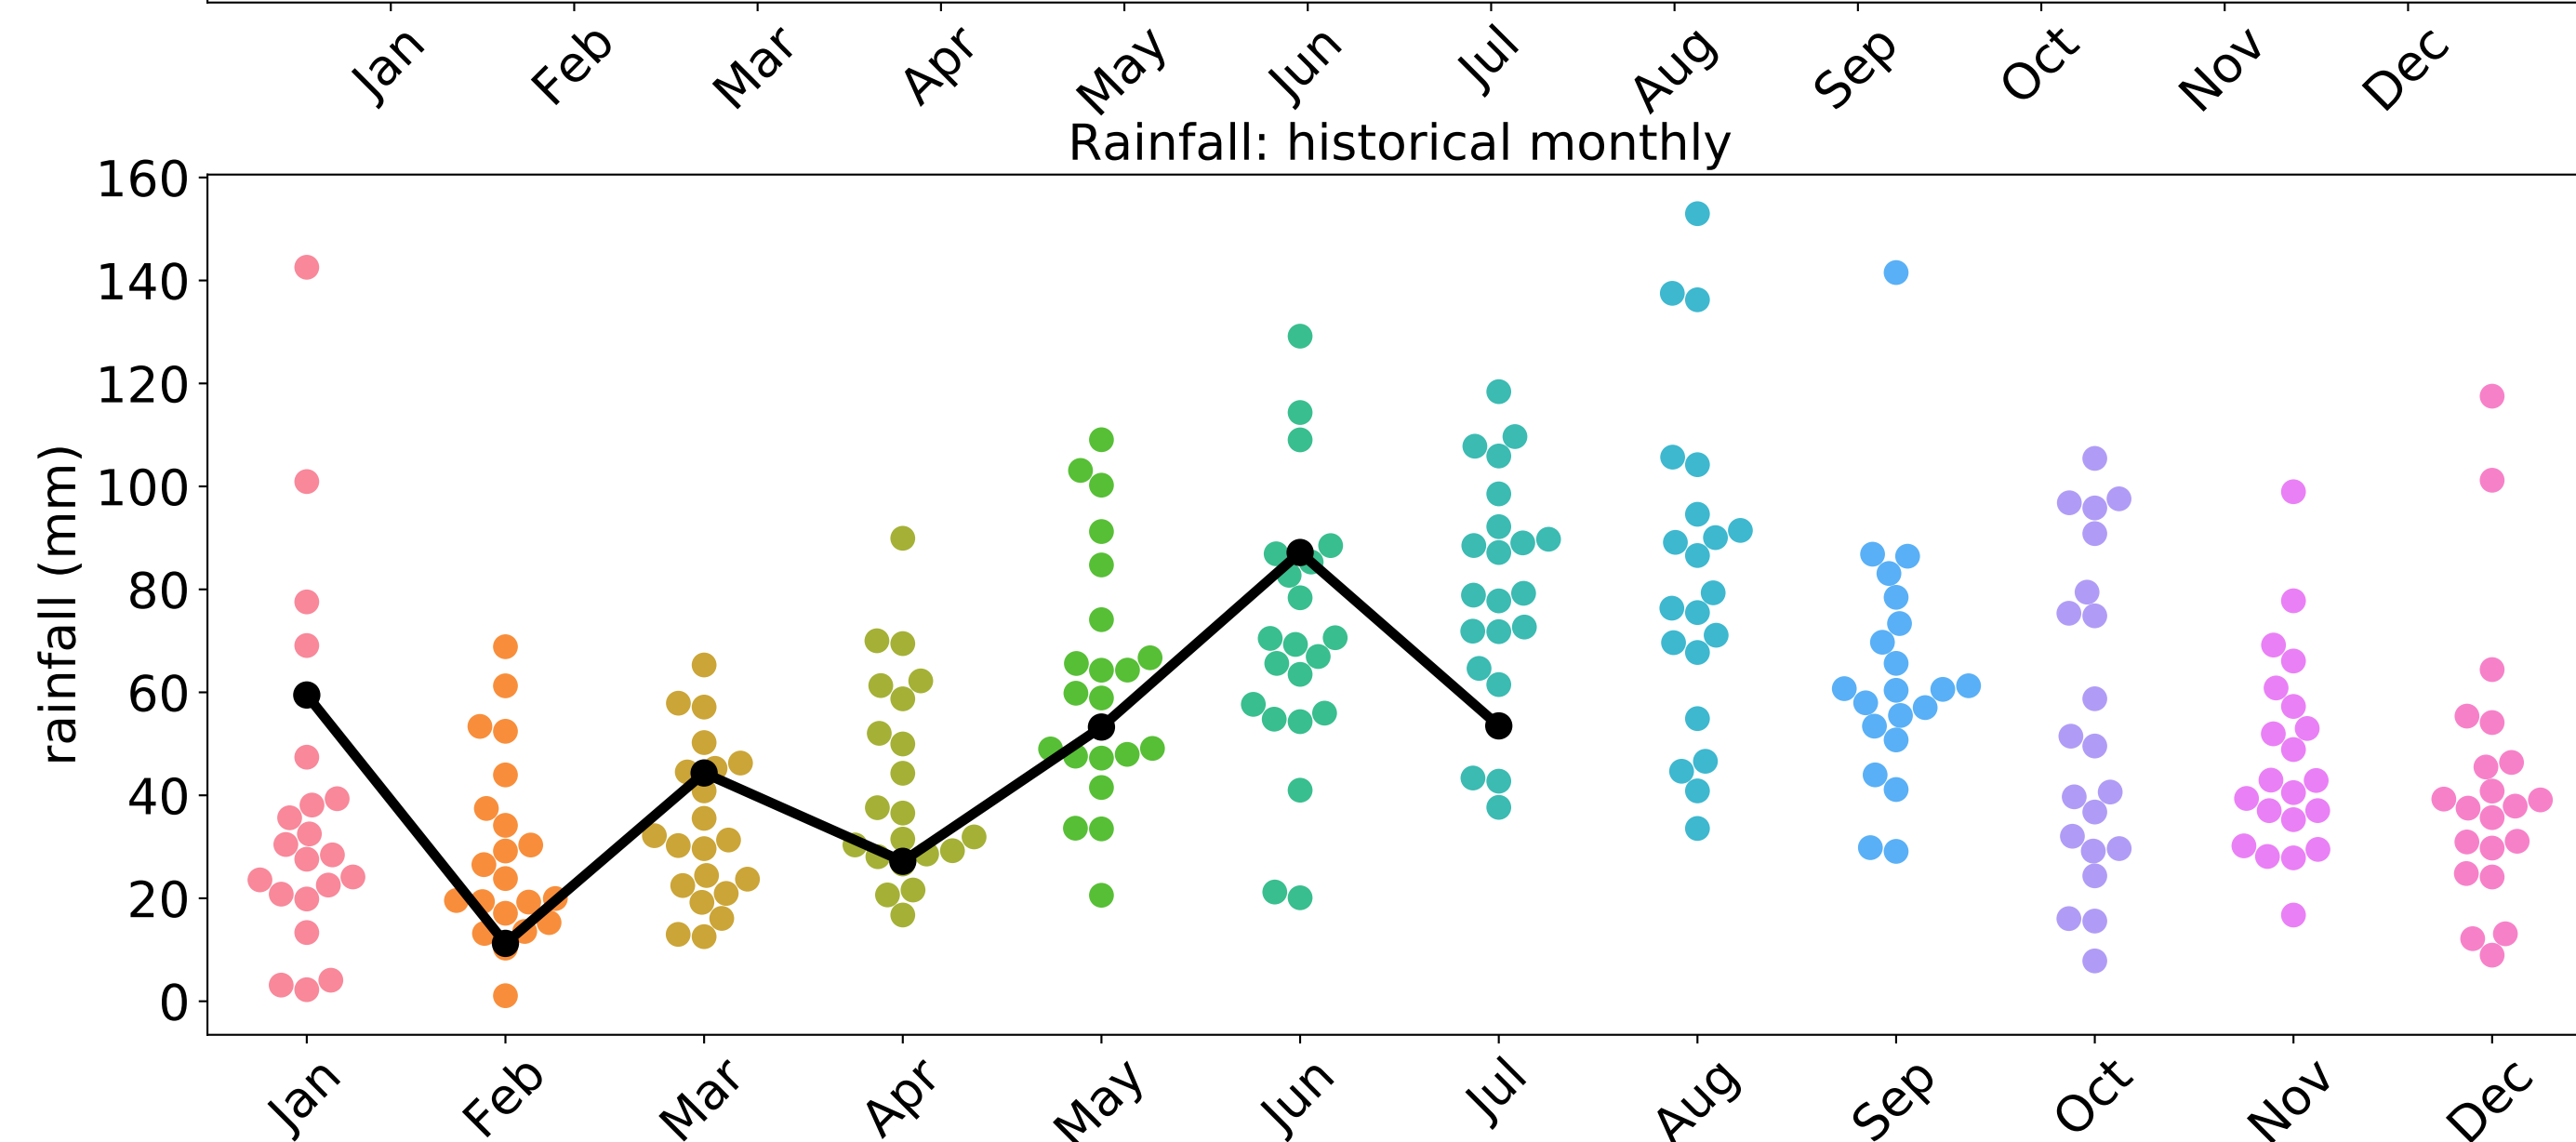 Jan Feb Mar Apr May Jun Jul Aug Sep Oct Nov Dec
Rainfall: historical monthly
160
140
120
100
80
60
40
20
0
rainfall (mm)
Jan Feb Mar Apr May Jun Jul Aug Sep Oct Nov Dec